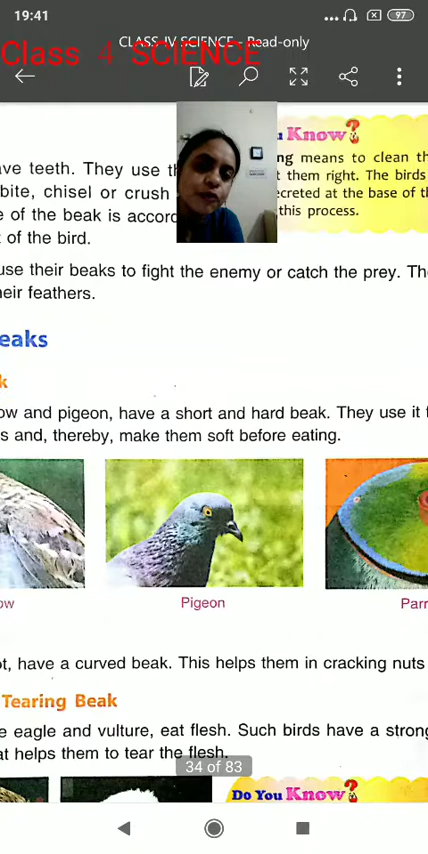 19:41
97
CLASS-IV SCIENCE - Read-only
Class 4 SCIENCE
Know?
ave teeth. They use
ng means to clean th
bite, chisel or crush
them right. The birds
ecreted at the base of t
e of the beak is accord
this process.
t of the bird.
use their beaks to fight the enemy or catch the prey. Th
heir feathers.
eaks
k
ow and pigeon, have a short and hard beak. They use it f
s and, thereby, make them soft before eating.
ow
Pigeon
Parr
ot, have a curved beak. This helps them in cracking nuts
Tearing Beak
e eagle and vulture, eat flesh. Such birds have a strong
at helps them to tear the flesh.
34 of 83
Do You Know?